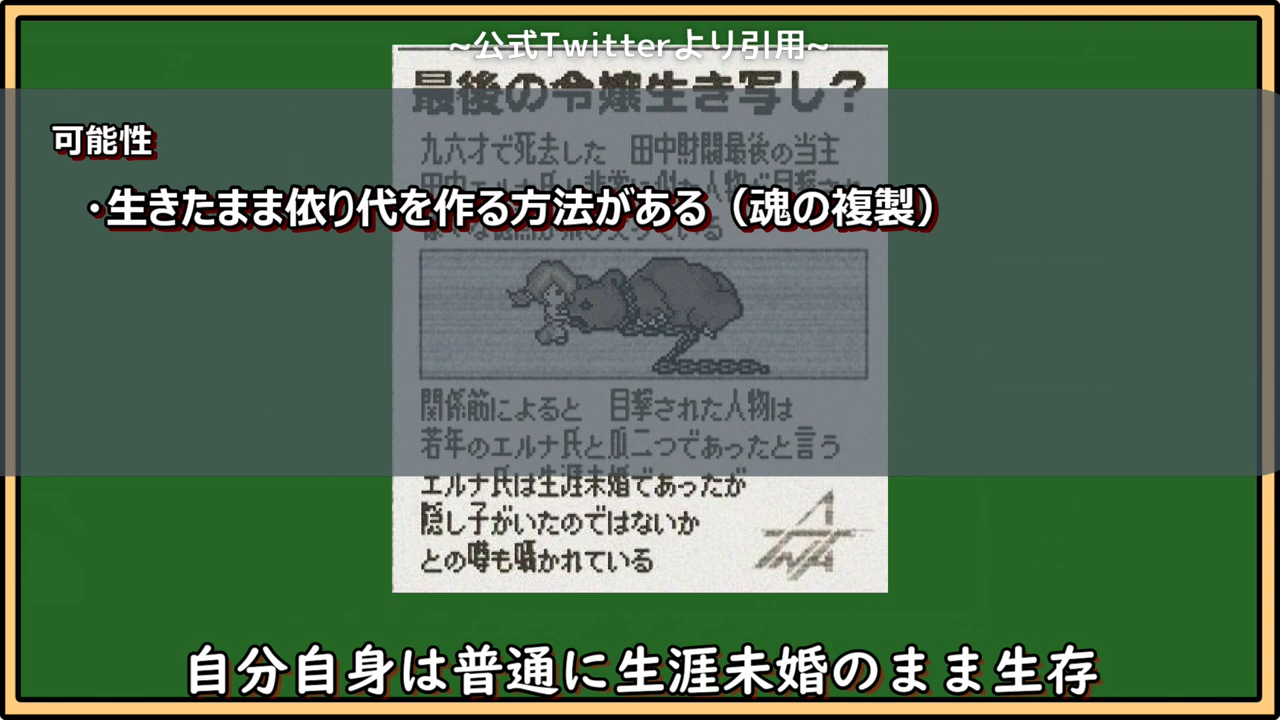 ~公式Twitterより引用~
最後の令嬢生き写し？
九六才で死去した 田中財閥最後の当主
可能性
・生きたまま依り代を作る方法がある（魂の複製）
関係筋によると 目撃された人物は
若年のエルナ氏と瓜二つであったと言う
エルナ氏は生涯未婚であったが
隠し子がいたのではないか
との噂も囁かれている
自分自身は普通に生涯未婚のまま生存